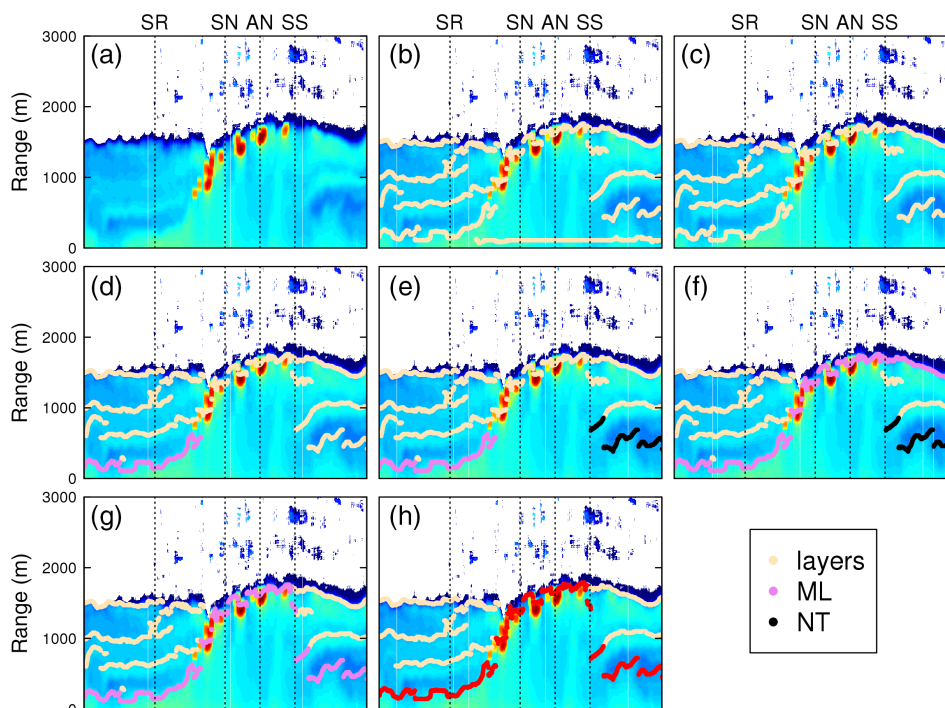 SR SN AN SS SR SN AN SS SR SN AN SS
3000 (a) (b) (c)
2000
1000
0
Range (m)
3000 (d) (e) (f)
2000
1000
0
Range (m)
3000 (g) (h)
2000
1000
0
Range (m)
layers
ML
NT